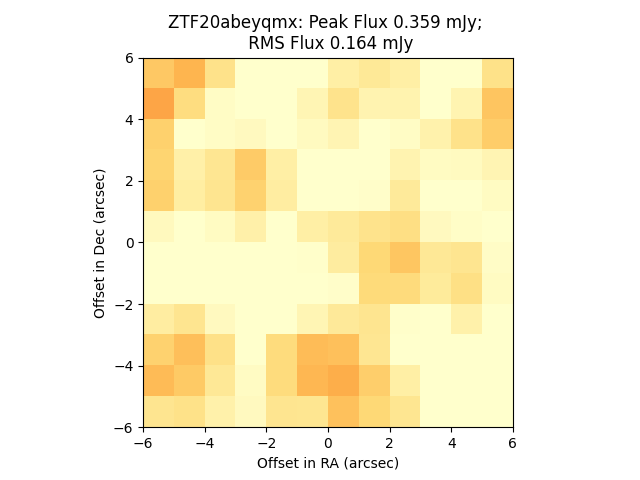 ZTF20abeyqmx: Peak Flux 0.359 mJy;
RMS Flux 0.164 mJy
6
4
2
0
−2
−4
−6
Offset in Dec (arcsec)
−6 −4 −2 0 2 4 6
Offset in RA (arcsec)